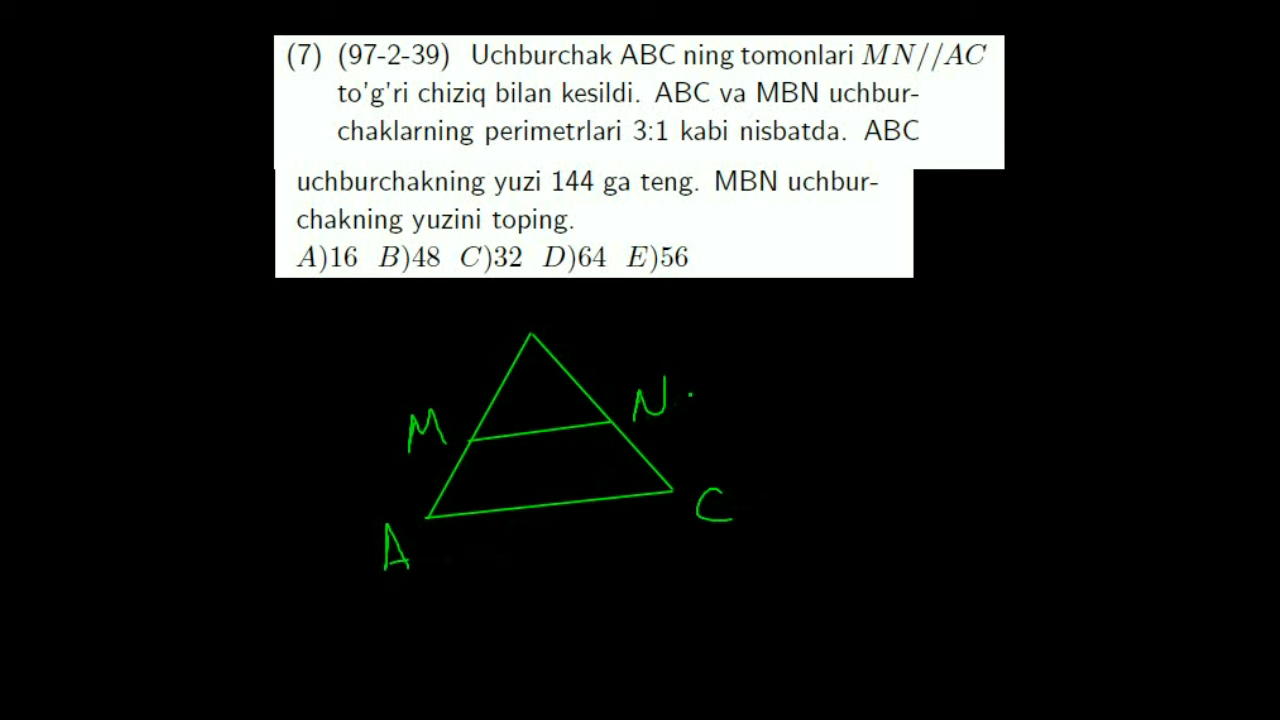 (7) (97-2-39) Uchburchak ABC ning tomonlari MN//AC
to'g'ri chiziq bilan kesildi. ABC va MBN uchbur-
chaklarning perimetrlari 3:1 kabi nisbatda. ABC
uchburchakning yuzi 144 ga teng. MBN uchbur-
chakning yuzini toping.
A)16 B)48 C)32 D)64 E)56
M
N
C
A